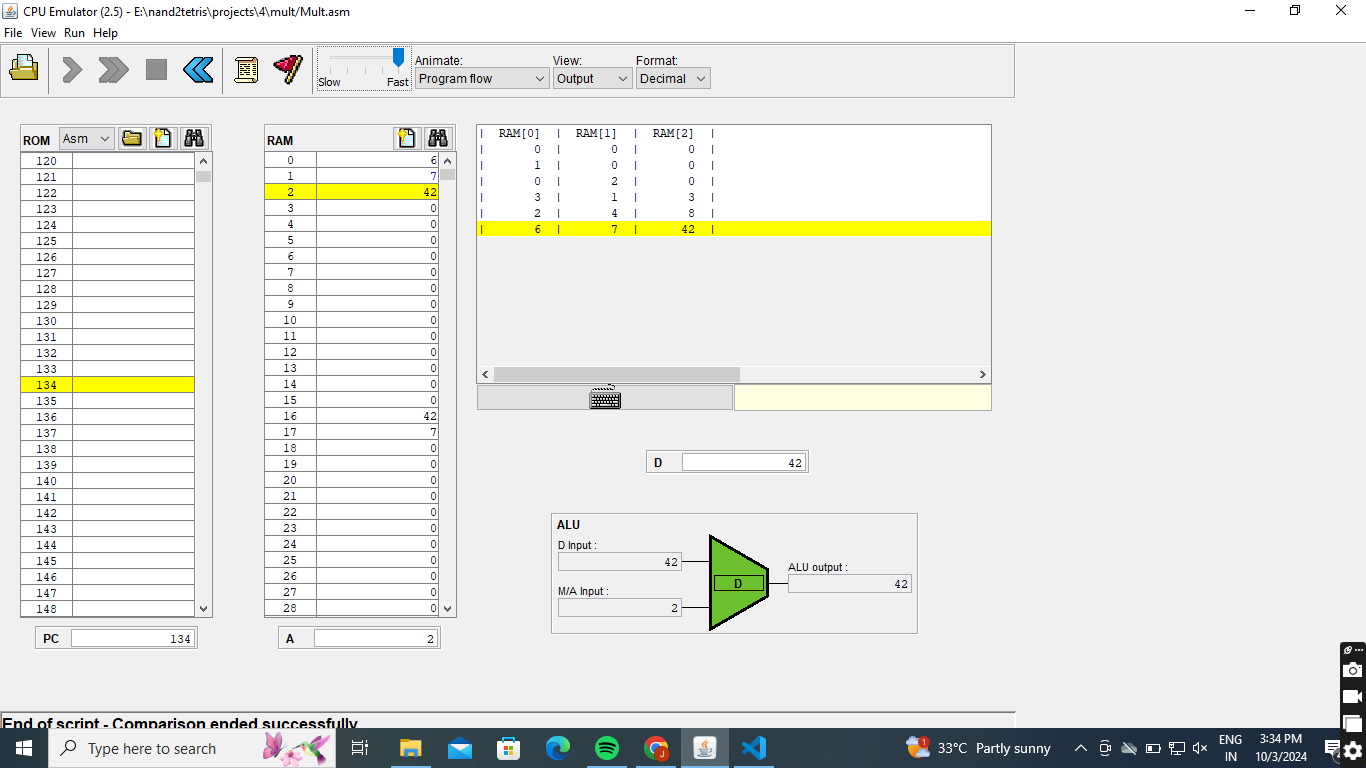 CPU Emulator (2.5) - E:\nand2tetris\projects\4\mult/Mult.asm
File View Run Help
Slow Fast
Animate:
Program flow
View:
Output
Format:
Decimal
ROM Asm
120
121
122
123
124
125
126
127
128
129
130
131
132
133
134
135
136
137
138
139
140
141
142
143
144
145
146
147
148
PC 134
RAM
0 6
1 7
2 42
3 0
4 0
5 0
6 0
7 0
8 0
9 0
10 0
11 0
12 0
13 0
14 0
15 0
16 42
17 7
18 0
19 0
20 0
21 0
22 0
23 0
24 0
25 0
26 0
27 0
28 0
A 2
| RAM[0] | RAM[1] | RAM[2] |
| 0 | 0 | 0 |
| 1 | 0 | 0 |
| 0 | 2 | 0 |
| 3 | 1 | 3 |
| 2 | 4 | 8 |
| 6 | 7 | 42 |
D 42
ALU
D Input :
42
M/A Input :
2
D
ALU output :
42
End of script - Comparison ended successfully
Type here to search
1
33°C Partly sunny
ENG
IN
3:34 PM
10/3/2024